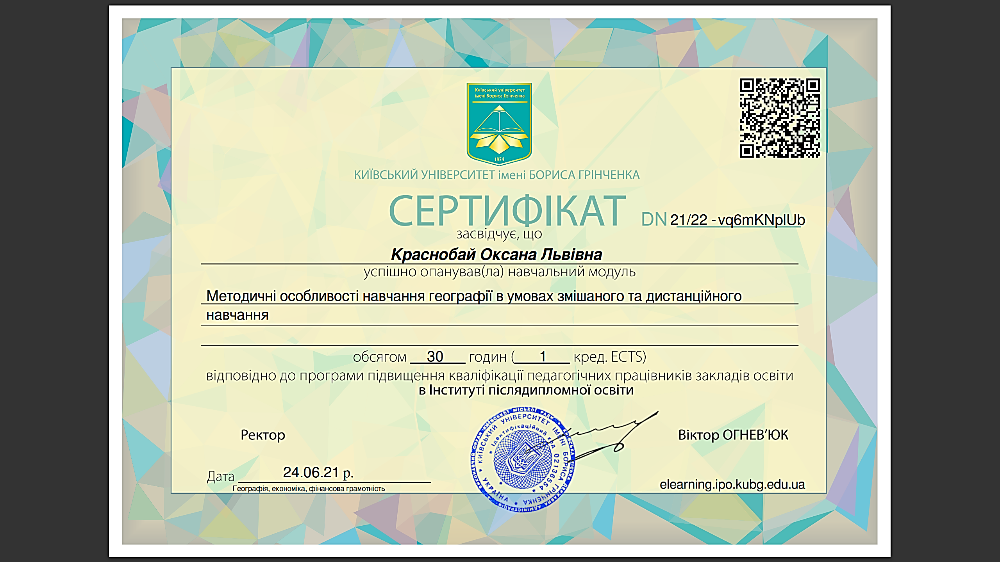 Київський університет
імені Бориса Грінченка
1874
КИЇВСЬКИЙ УНІВЕРСИТЕТ імені БОРИСА ГРІНЧЕНКА
СЕРТИФІКАТ
DN 21/22 - vq6mKNplUb
засвідчує, що
Краснобай Оксана Львівна
успішно опанував(ла) навчальний модуль
Методичні особливості навчання географії в умовах змішаного та дистанційного
навчання
обсягом 30 годин ( 1 кред. ECTS)
відповідно до програми підвищення кваліфікації педагогічних працівників закладів освіти
в Інституті післядипломної освіти
Ректор
Віктор ОГНЕВ’ЮК
КИЇВСЬКИЙ УНІВЕРСИТЕТ ІМЕНІ БОРИСА ГРІНЧЕНКА * УКРАЇНА *
* Ідентифікаційний код 02136554 *
Дата 24.06.21 р.
Географія, економіка, фінансова грамотність
elearning.ipo.kubg.edu.ua